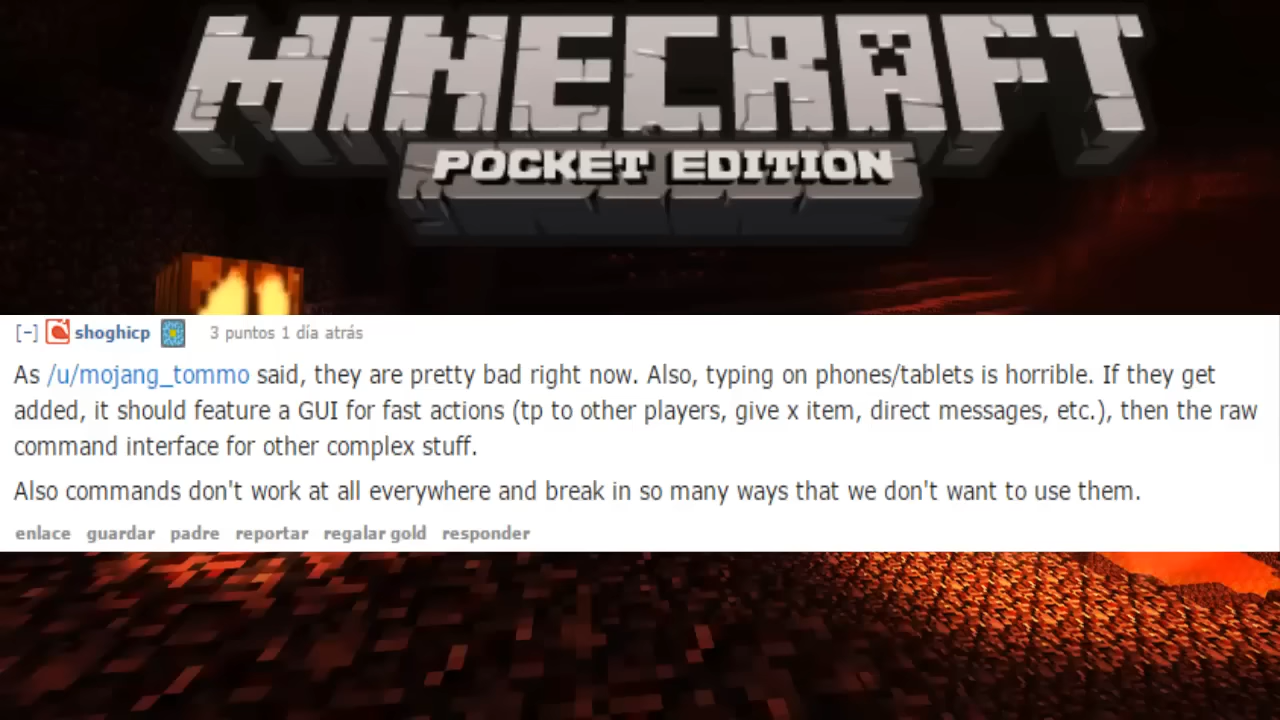 MINECRAFT
POCKET EDITION
[–] shoghicp 3 puntos 1 día atrás
As /u/mojang_tommo said, they are pretty bad right now. Also, typing on phones/tablets is horrible. If they get
added, it should feature a GUI for fast actions (tp to other players, give x item, direct messages, etc.), then the raw
command interface for other complex stuff.
Also commands don't work at all everywhere and break in so many ways that we don't want to use them.
enlace guardar padre reportar regalar gold responder